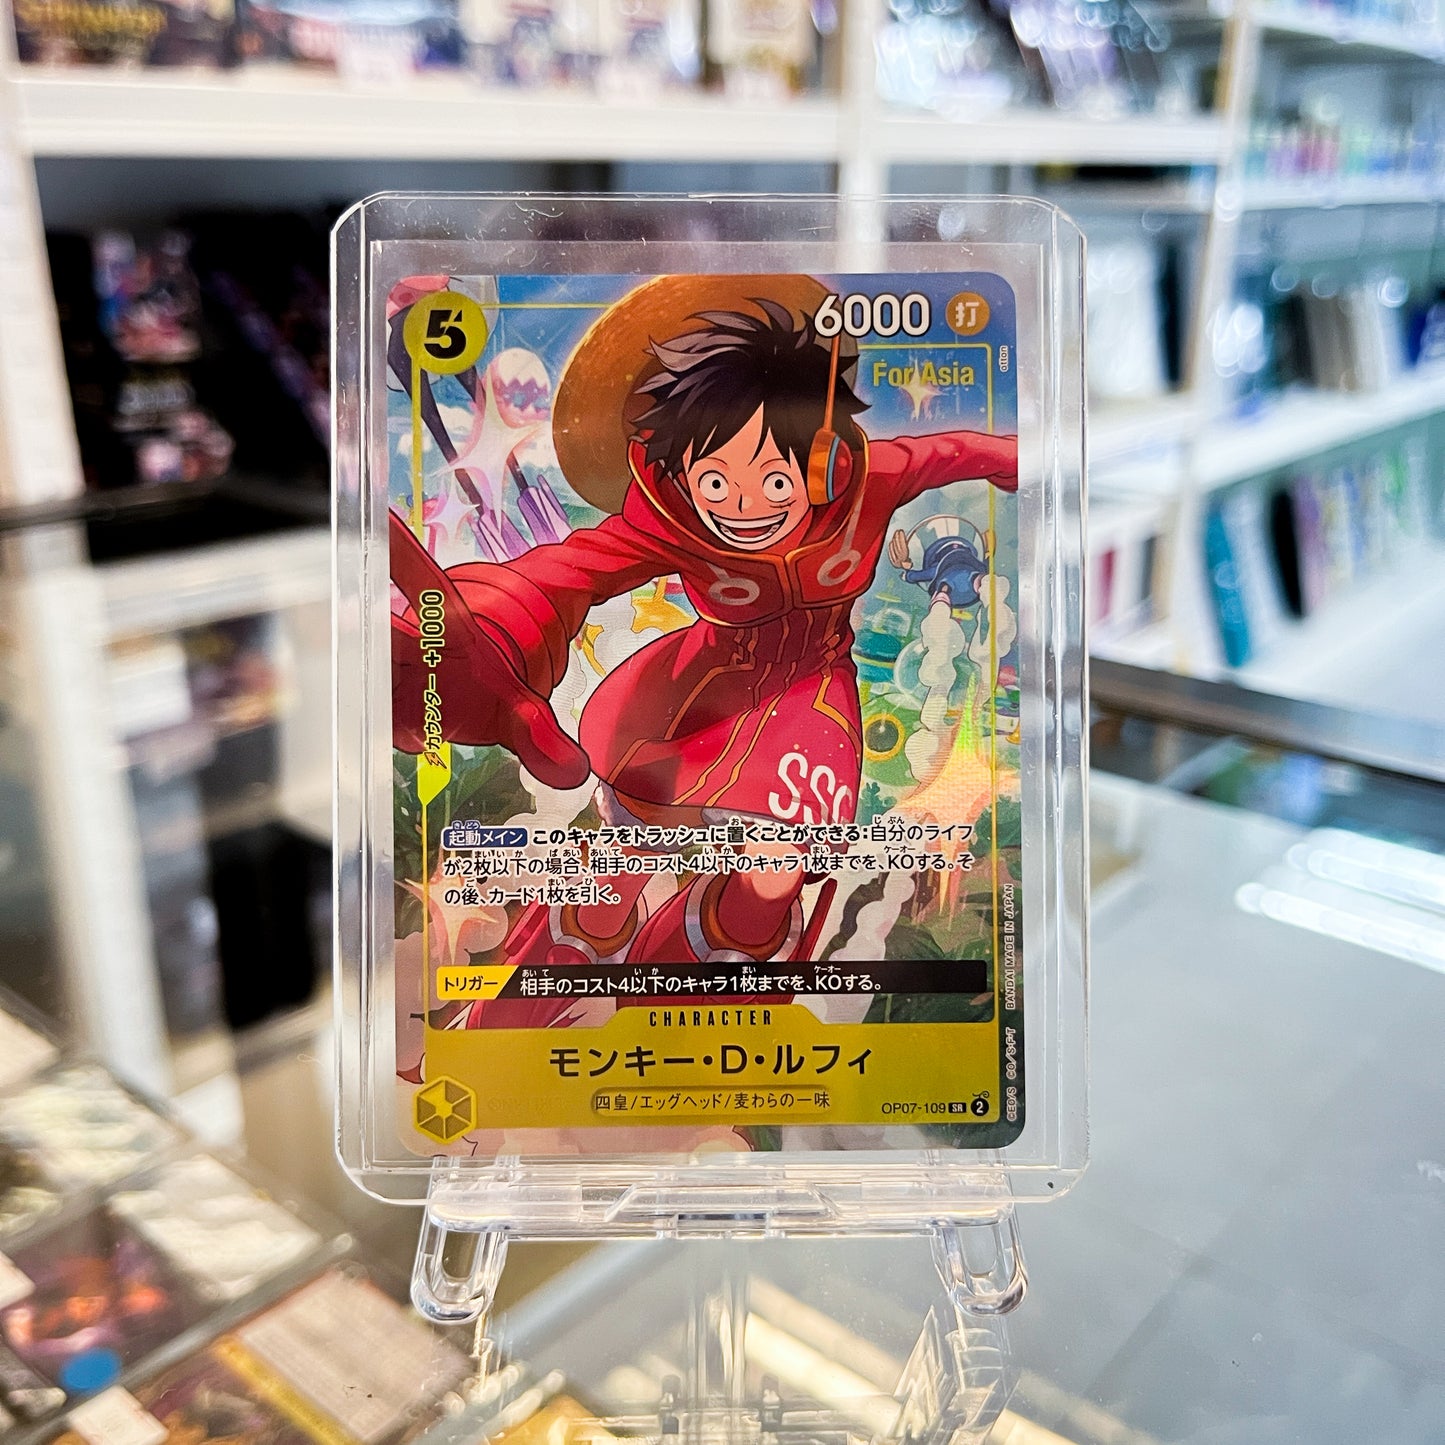 5
6000 打
For Asia
otton
カウンター +1000
SSG
起動メイン このキャラをトラッシュに置くことができる：自分のライフ
が2枚以下の場合、相手のコスト4以下のキャラ1枚までを、KOする。そ
の後、カード1枚を引く。
トリガー 相手のコスト4以下のキャラ1枚までを、KOする。
CHARACTER
モンキー・D・ルフィ
四皇/エッグヘッド/麦わらの一味
OP07-109 SR 2
©EO/S ©O/S・F・T BANDAI MADE IN JAPAN